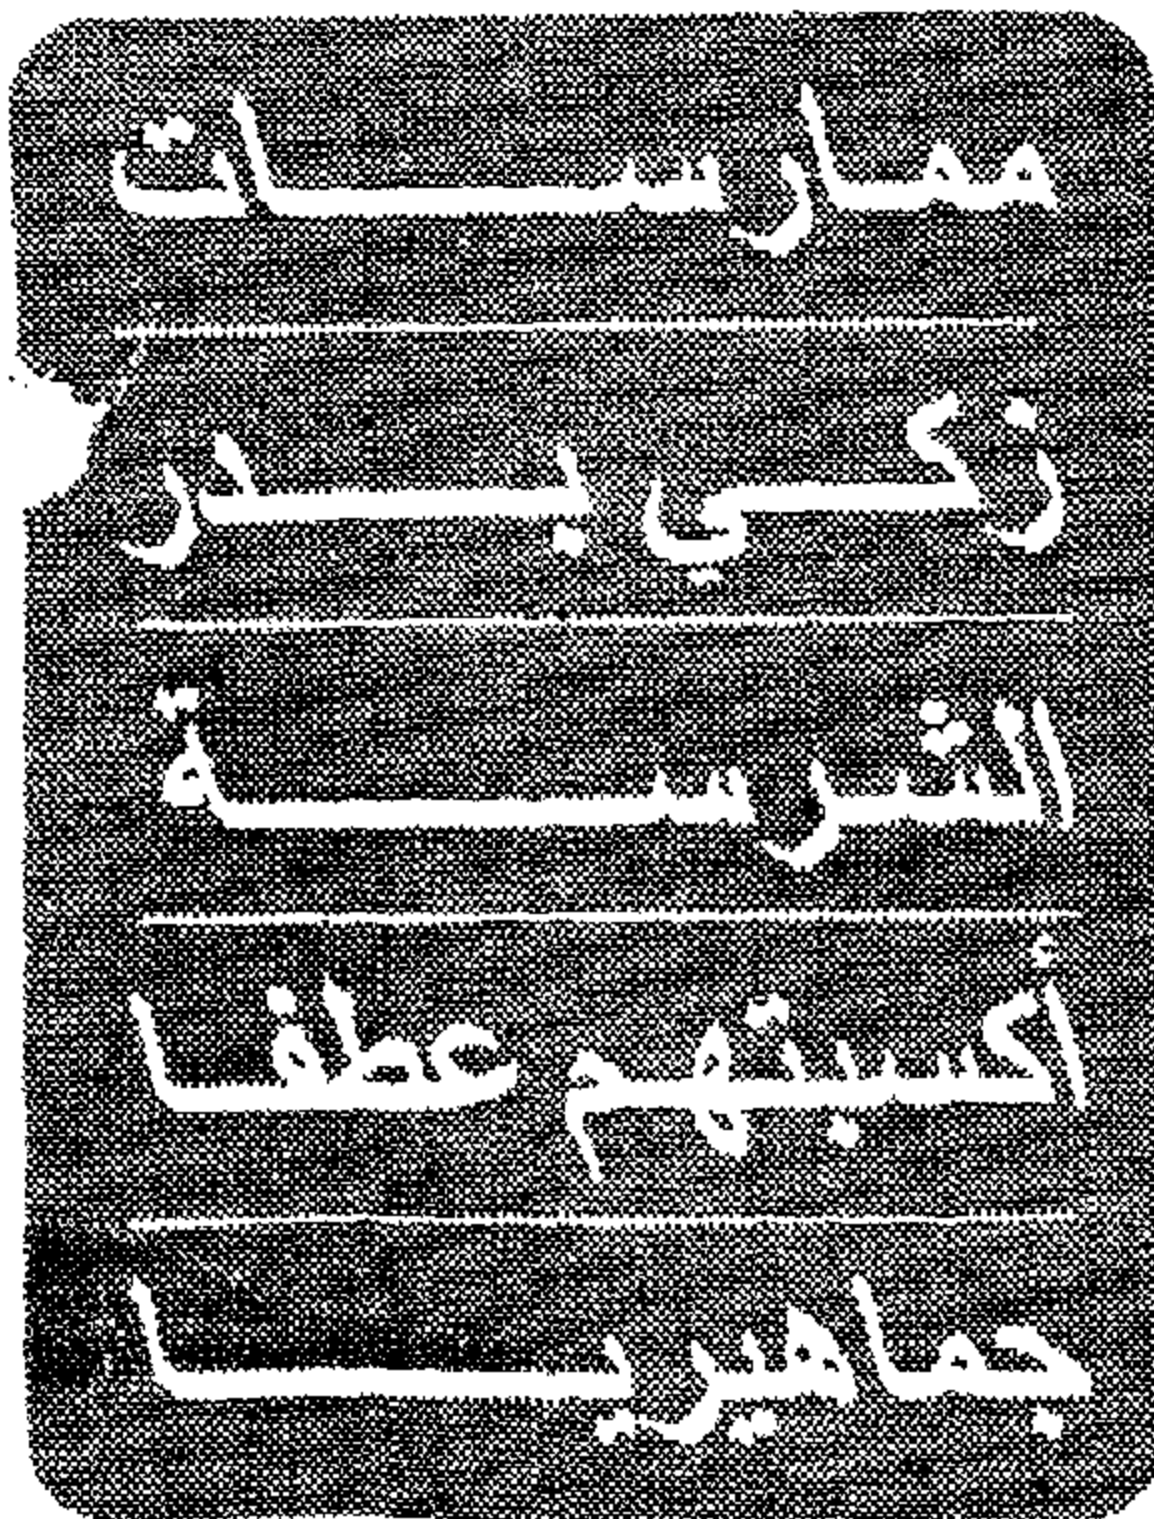 ممارسات
زكي بدر
الشرسة
أكسبتهم عطفا
جماهيريا